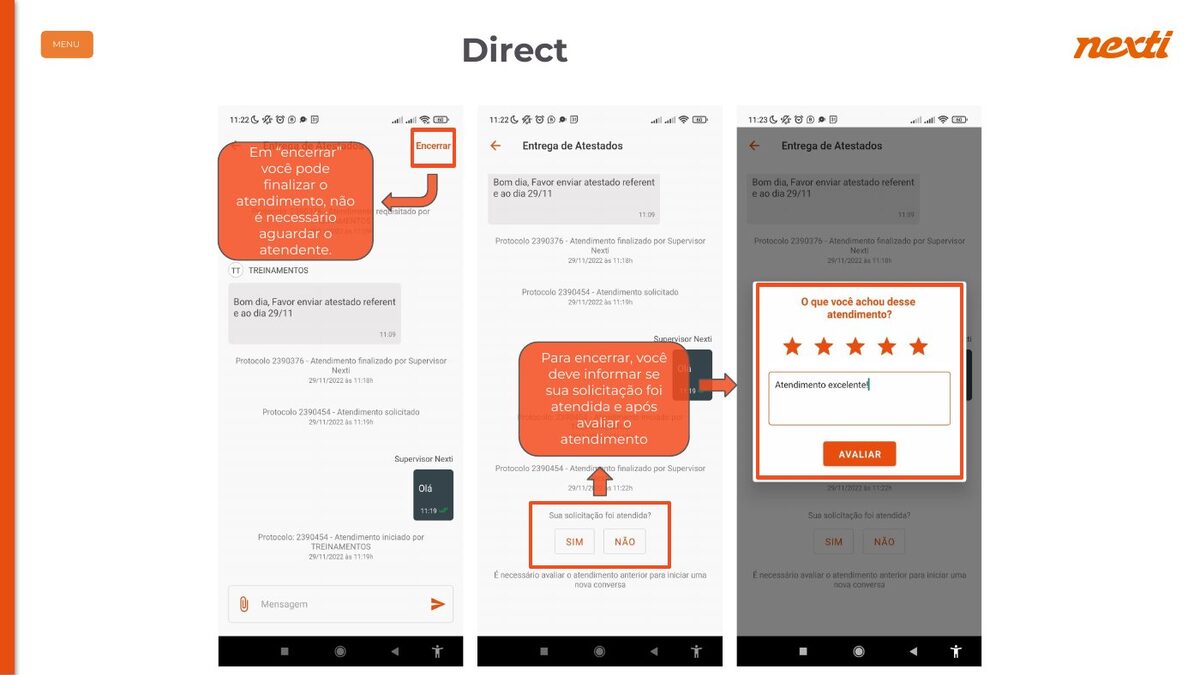 MENU
Direct
nexti
11:22
Encerrar
Em “encerrar”
você pode
finalizar o
atendimento, não
é necessário
aguardar o
atendente.
requisitado por
TT TREINAMENTOS
Bom dia, Favor enviar atestado referent
e ao dia 29/11
11:09
Protocolo 2390376 - Atendimento finalizado por Supervisor
Nexti
29/11/2022 às 11:18h
Protocolo 2390454 - Atendimento solicitado
29/11/2022 às 11:19h
Supervisor Nexti
Olá
11:19
Protocolo: 2390454 - Atendimento iniciado por
TREINAMENTOS
29/11/2022 às 11:19h
Mensagem
11:22
Entrega de Atestados
Bom dia, Favor enviar atestado referent
e ao dia 29/11
11:09
Protocolo 2390376 - Atendimento finalizado por Supervisor
Nexti
29/11/2022 às 11:18h
Protocolo 2390454 - Atendimento solicitado
29/11/2022 às 11:19h
Supervisor Nexti
Para encerrar, você
deve informar se
sua solicitação foi
atendida e após
avaliar o
atendimento
Protocolo 2390454 - Atendimento finalizado por Supervisor
29/11/2022 às 11:22h
Sua solicitação foi atendida?
SIM NÃO
É necessário avaliar o atendimento anterior para iniciar uma
nova conversa
11:23
Entrega de Atestados
Bom dia, Favor enviar atestado referent
e ao dia 29/11
11:09
Protocolo 2390376 - Atendimento finalizado por Supervisor
Nexti
29/11/2022 às 11:18h
O que você achou desse
atendimento?
Atendimento excelente!
AVALIAR
29/11/2022 às 11:22h
Sua solicitação foi atendida?
SIM NÃO
É necessário avaliar o atendimento anterior para iniciar uma
nova conversa